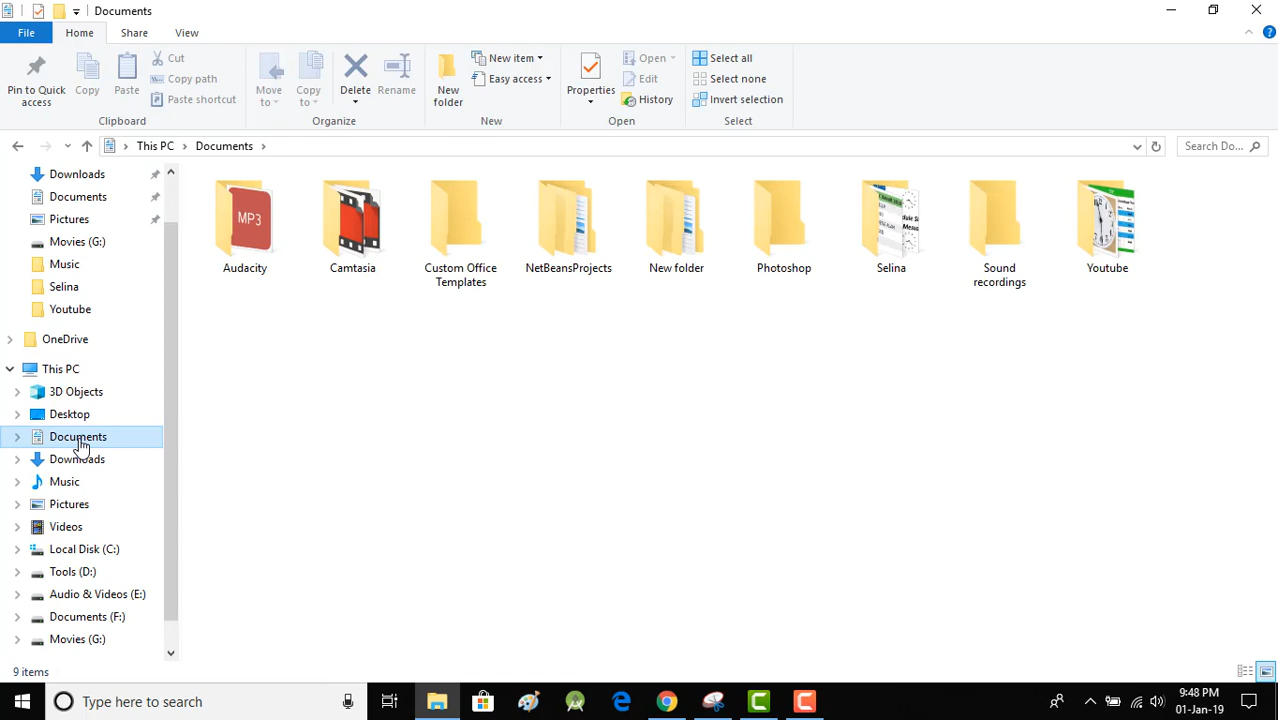 Documents
File Home Share View
Pin to Quick access
Copy
Paste
Cut
Copy path
Paste shortcut
Clipboard
Move to
Copy to
Delete
Rename
Organize
New folder
New item
Easy access
New
Properties
Open
Edit
History
Open
Select all
Select none
Invert selection
Select
This PC > Documents >
Search Do...
Downloads
Documents
Pictures
Movies (G:)
Music
Selina
Youtube
OneDrive
This PC
3D Objects
Desktop
Documents
Downloads
Music
Pictures
Videos
Local Disk (C:)
Tools (D:)
Audio & Videos (E:)
Documents (F:)
Movies (G:)
MP3
Audacity
Camtasia
Custom Office
Templates
NetBeansProjects
New folder
Photoshop
Selina
Sound
recordings
Youtube
9 items
Type here to search
9:48 PM
01-Jan-19